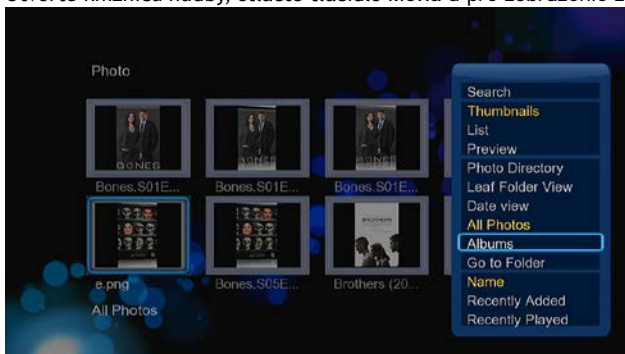 Photo
BONES
Bones.S01E...
Bones.S01E...
Bones.S01E...
e.png
Bones.S05E...
Brothers (20...
All Photos
Search
Thumbnails
List
Preview
Photo Directory
Leaf Folder View
Date view
All Photos
Albums
Go to Folder
Name
Recently Added
Recently Played